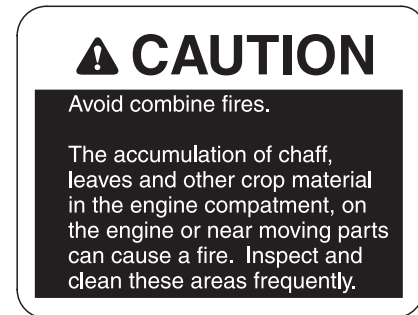 CAUTION
Avoid combine fires.
The accumulation of chaff,
leaves and other crop material
in the engine compatment, on
the engine or near moving parts
can cause a fire. Inspect and
clean these areas frequently.